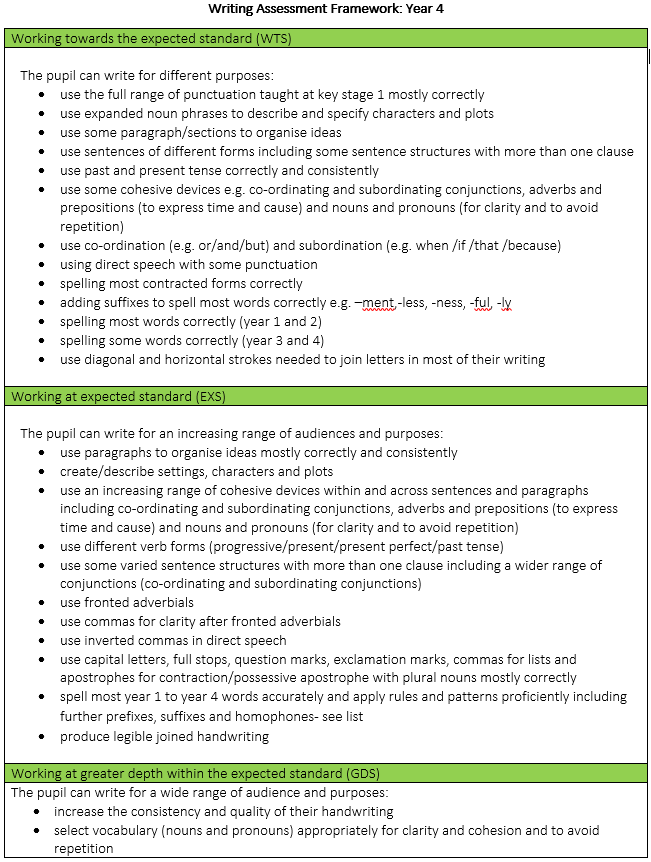 Writing Assessment Framework: Year 4
Working towards the expected standard (WTS)
The pupil can write for different purposes:
• use the full range of punctuation taught at key stage 1 mostly correctly
• use expanded noun phrases to describe and specify characters and plots
• use some paragraph/sections to organise ideas
• use sentences of different forms including some sentence structures with more than one clause
• use past and present tense correctly and consistently
• use some cohesive devices e.g. co-ordinating and subordinating conjunctions, adverbs and
prepositions (to express time and cause) and nouns and pronouns (for clarity and to avoid
repetition)
• use co-ordination (e.g. or/and/but) and subordination (e.g. when /if /that /because)
• using direct speech with some punctuation
• spelling most contracted forms correctly
• adding suffixes to spell most words correctly e.g. –ment,-less, -ness, -ful, -ly
• spelling most words correctly (year 1 and 2)
• spelling some words correctly (year 3 and 4)
• use diagonal and horizontal strokes needed to join letters in most of their writing
Working at expected standard (EXS)
The pupil can write for an increasing range of audiences and purposes:
• use paragraphs to organise ideas mostly correctly and consistently
• create/describe settings, characters and plots
• use an increasing range of cohesive devices within and across sentences and paragraphs
including co-ordinating and subordinating conjunctions, adverbs and prepositions (to express
time and cause) and nouns and pronouns (for clarity and to avoid repetition)
• use different verb forms (progressive/present/present perfect/past tense)
• use some varied sentence structures with more than one clause including a wider range of
conjunctions (co-ordinating and subordinating conjunctions)
• use fronted adverbials
• use commas for clarity after fronted adverbials
• use inverted commas in direct speech
• use capital letters, full stops, question marks, exclamation marks, commas for lists and
apostrophes for contraction/possessive apostrophe with plural nouns mostly correctly
• spell most year 1 to year 4 words accurately and apply rules and patterns proficiently including
further prefixes, suffixes and homophones- see list
• produce legible joined handwriting
Working at greater depth within the expected standard (GDS)
The pupil can write for a wide range of audience and purposes:
• increase the consistency and quality of their handwriting
• select vocabulary (nouns and pronouns) appropriately for clarity and cohesion and to avoid
repetition